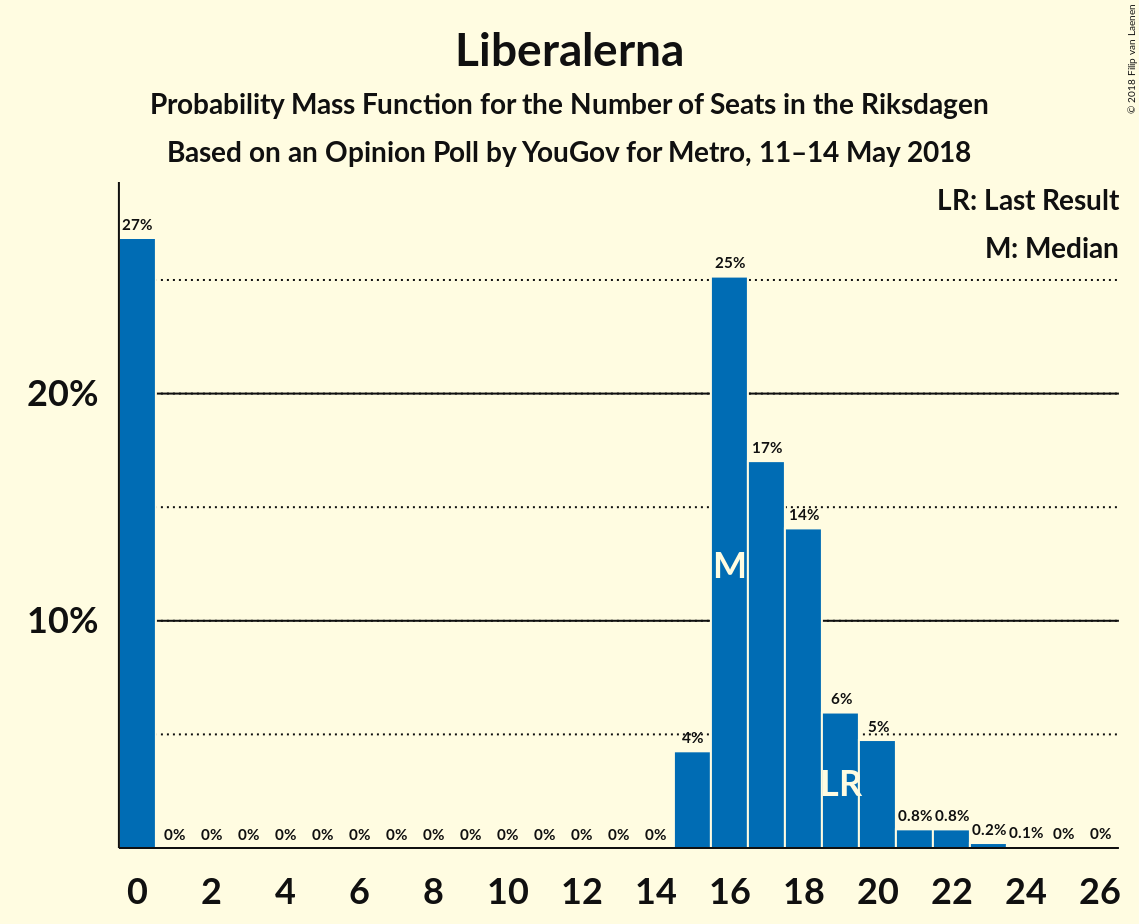 © 2018 Filip van Laenen
Liberalerna
Probability Mass Function for the Number of Seats in the Riksdagen
Based on an Opinion Poll by YouGov for Metro, 11–14 May 2018
LR: Last Result
M: Median
20%
10%
27% 0% 0% 0% 0% 0% 0% 0% 0% 0% 0% 0% 0% 0% 0% 4% 25% 17% 14% 6% 5% 0.8% 0.8% 0.2% 0.1% 0% 0%
M
LR
0 2 4 6 8 10 12 14 16 18 20 22 24 26